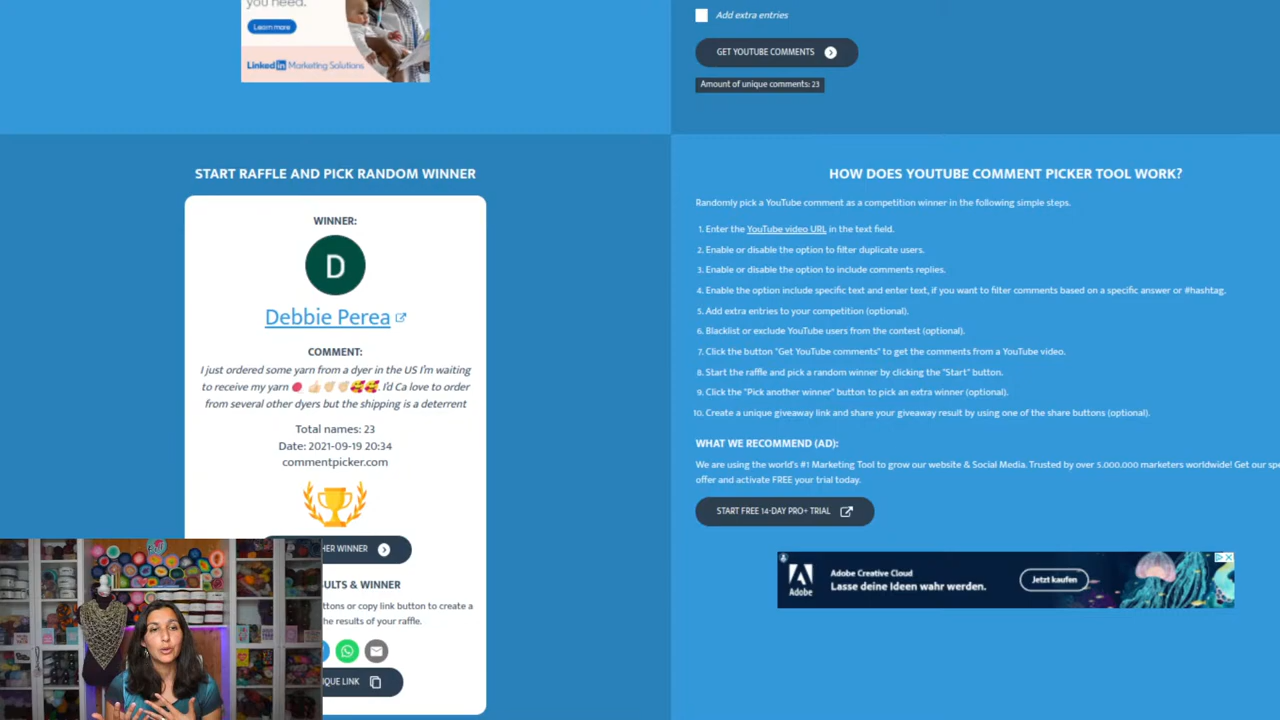 you need.
Learn more
Linked in Marketing Solutions
Add extra entries
GET YOUTUBE COMMENTS
Amount of unique comments: 23
START RAFFLE AND PICK RANDOM WINNER
WINNER:
D
Debbie Perea
COMMENT:
I just ordered some yarn from a dyer in the US I'm waiting
to receive my yarn 🧶 👍🏻👏🏻👏🏻🥰🥰. I'd Ca love to order
from several other dyers but the shipping is a deterrent
Total names: 23
Date: 2021-09-19 20:34
commentpicker.com
HER WINNER
ULTS & WINNER
ttons or copy link button to create a
he results of your raffle.
IQUE LINK
HOW DOES YOUTUBE COMMENT PICKER TOOL WORK?
Randomly pick a YouTube comment as a competition winner in the following simple steps.
1. Enter the YouTube video URL in the text field.
2. Enable or disable the option to filter duplicate users.
3. Enable or disable the option to include comments replies.
4. Enable the option include specific text and enter text, if you want to filter comments based on a specific answer or #hashtag.
5. Add extra entries to your competition (optional).
6. Blacklist or exclude YouTube users from the contest (optional).
7. Click the button "Get YouTube comments" to get the comments from a YouTube video.
8. Start the raffle and pick a random winner by clicking the "Start" button.
9. Click the "Pick another winner" button to pick an extra winner (optional).
10. Create a unique giveaway link and share your giveaway result by using one of the share buttons (optional).
WHAT WE RECOMMEND (AD):
We are using the world's #1 Marketing Tool to grow our website & Social Media. Trusted by over 5.000.000 marketers worldwide! Get our spe
offer and activate FREE your trial today.
START FREE 14-DAY PRO+ TRIAL
Adobe
Adobe Creative Cloud
Lasse deine Ideen wahr werden.
Jetzt kaufen